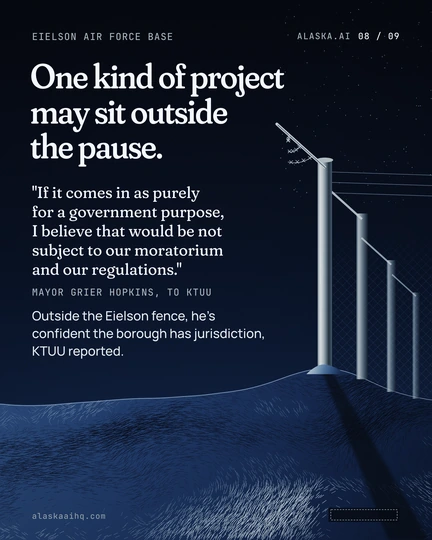 EIELSON AIR FORCE BASE
ALASKA.AI 08 / 09
One kind of project
may sit outside
the pause.
"If it comes in as purely
for a government purpose,
I believe that would be not
subject to our moratorium
and our regulations."
MAYOR GRIER HOPKINS, TO KTUU
Outside the Eielson fence, he's
confident the borough has jurisdiction,
KTUU reported.
alaskaaihq.com